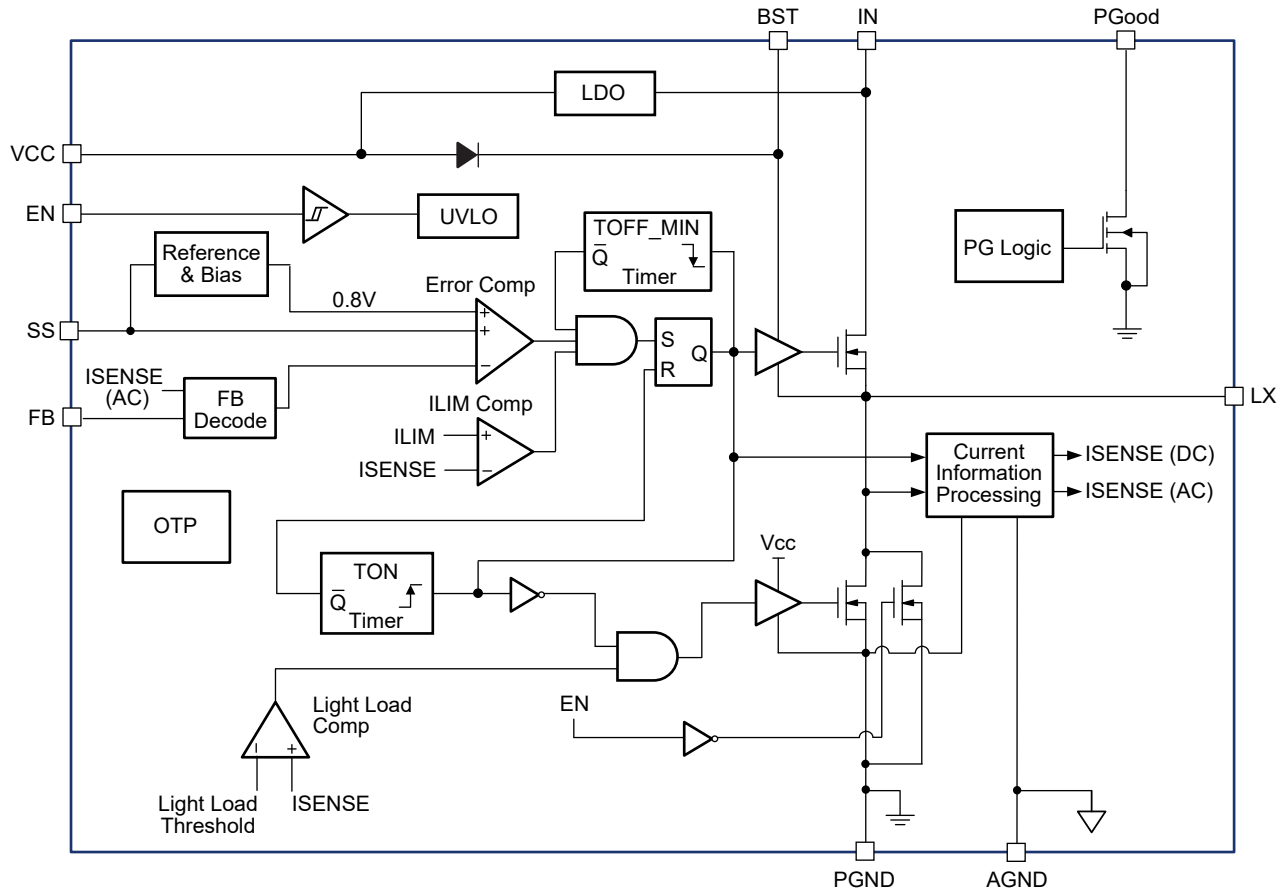 BST
IN
PGood
LDO
VCC
EN
UVLO
TOFF_MIN
Q
Timer
Reference
& Bias
PG Logic
Error Comp
0.8V
+
+
−
SS
S
R
Q
ISENSE
(AC)
FB
Decode
FB
LX
ILIM Comp
ILIM
+
ISENSE
−
Current
Information
Processing
ISENSE (DC)
ISENSE (AC)
OTP
Vcc
TON
Q
Timer
Light Load
Comp
−
+
EN
Light Load
Threshold
ISENSE
PGND
AGND